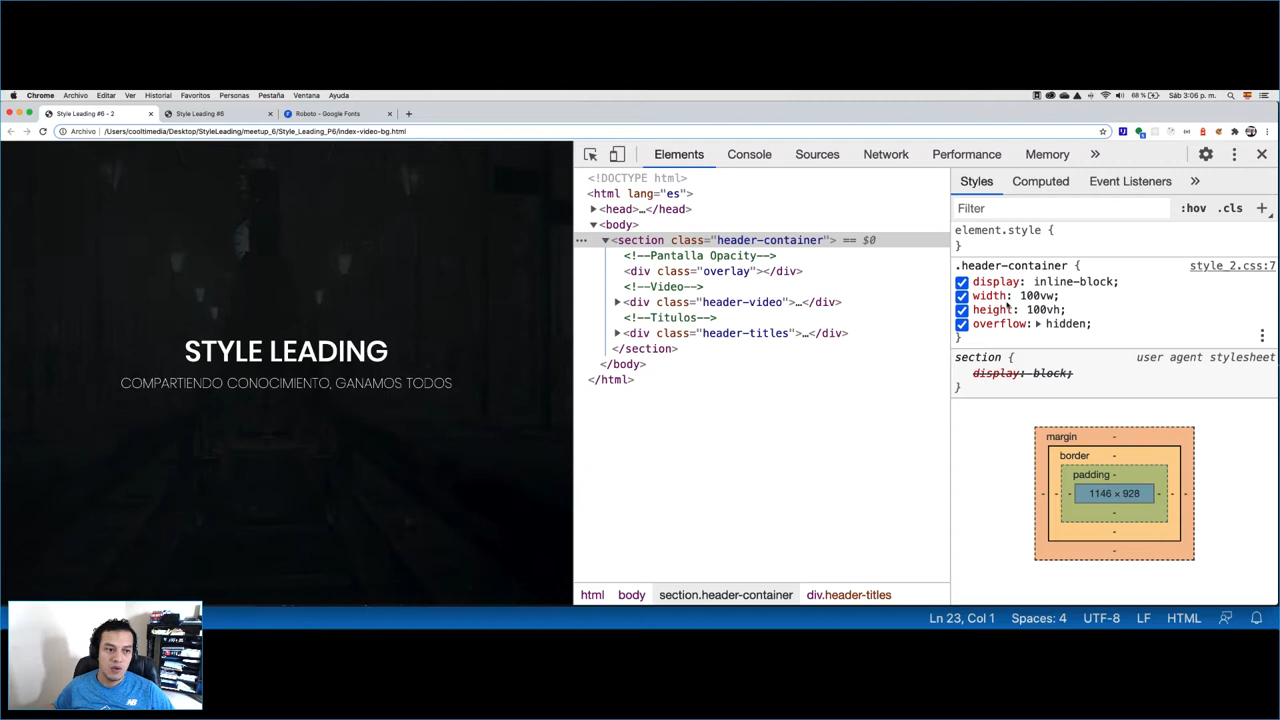 Chrome Archivo Editar Ver Historial Favoritos Personas Pestaña Ventana Ayuda
68 % Sáb 3:06 p. m.
Style Leading #6 - 2 × Style Leading #6 × Roboto - Google Fonts × +
Archivo /Users/cooltimedia/Desktop/StyleLeading/meetup_6/Style_Leading_P6/index-video-bg.html
STYLE LEADING
COMPARTIENDO CONOCIMIENTO, GANAMOS TODOS
Elements Console Sources Network Performance Memory »
<!DOCTYPE html>
<html lang="es">
<head>…</head>
<body>
<section class="header-container"> == $0
<!--Pantalla Opacity-->
<div class="overlay"></div>
<!--Video-->
<div class="header-video">…</div>
<!--Titulos-->
<div class="header-titles">…</div>
</section>
</body>
</html>
html body section.header-container div.header-titles
Styles Computed Event Listeners »
Filter :hov .cls +
element.style {
}
.header-container { style_2.css:7
display: inline-block;
width: 100vw;
height: 100vh;
overflow: hidden;
}
section { user agent stylesheet
display: block;
}
margin -
border -
padding -
- - - 1146 × 928 - - -
-
-
-
Ln 23, Col 1 Spaces: 4 UTF-8 LF HTML